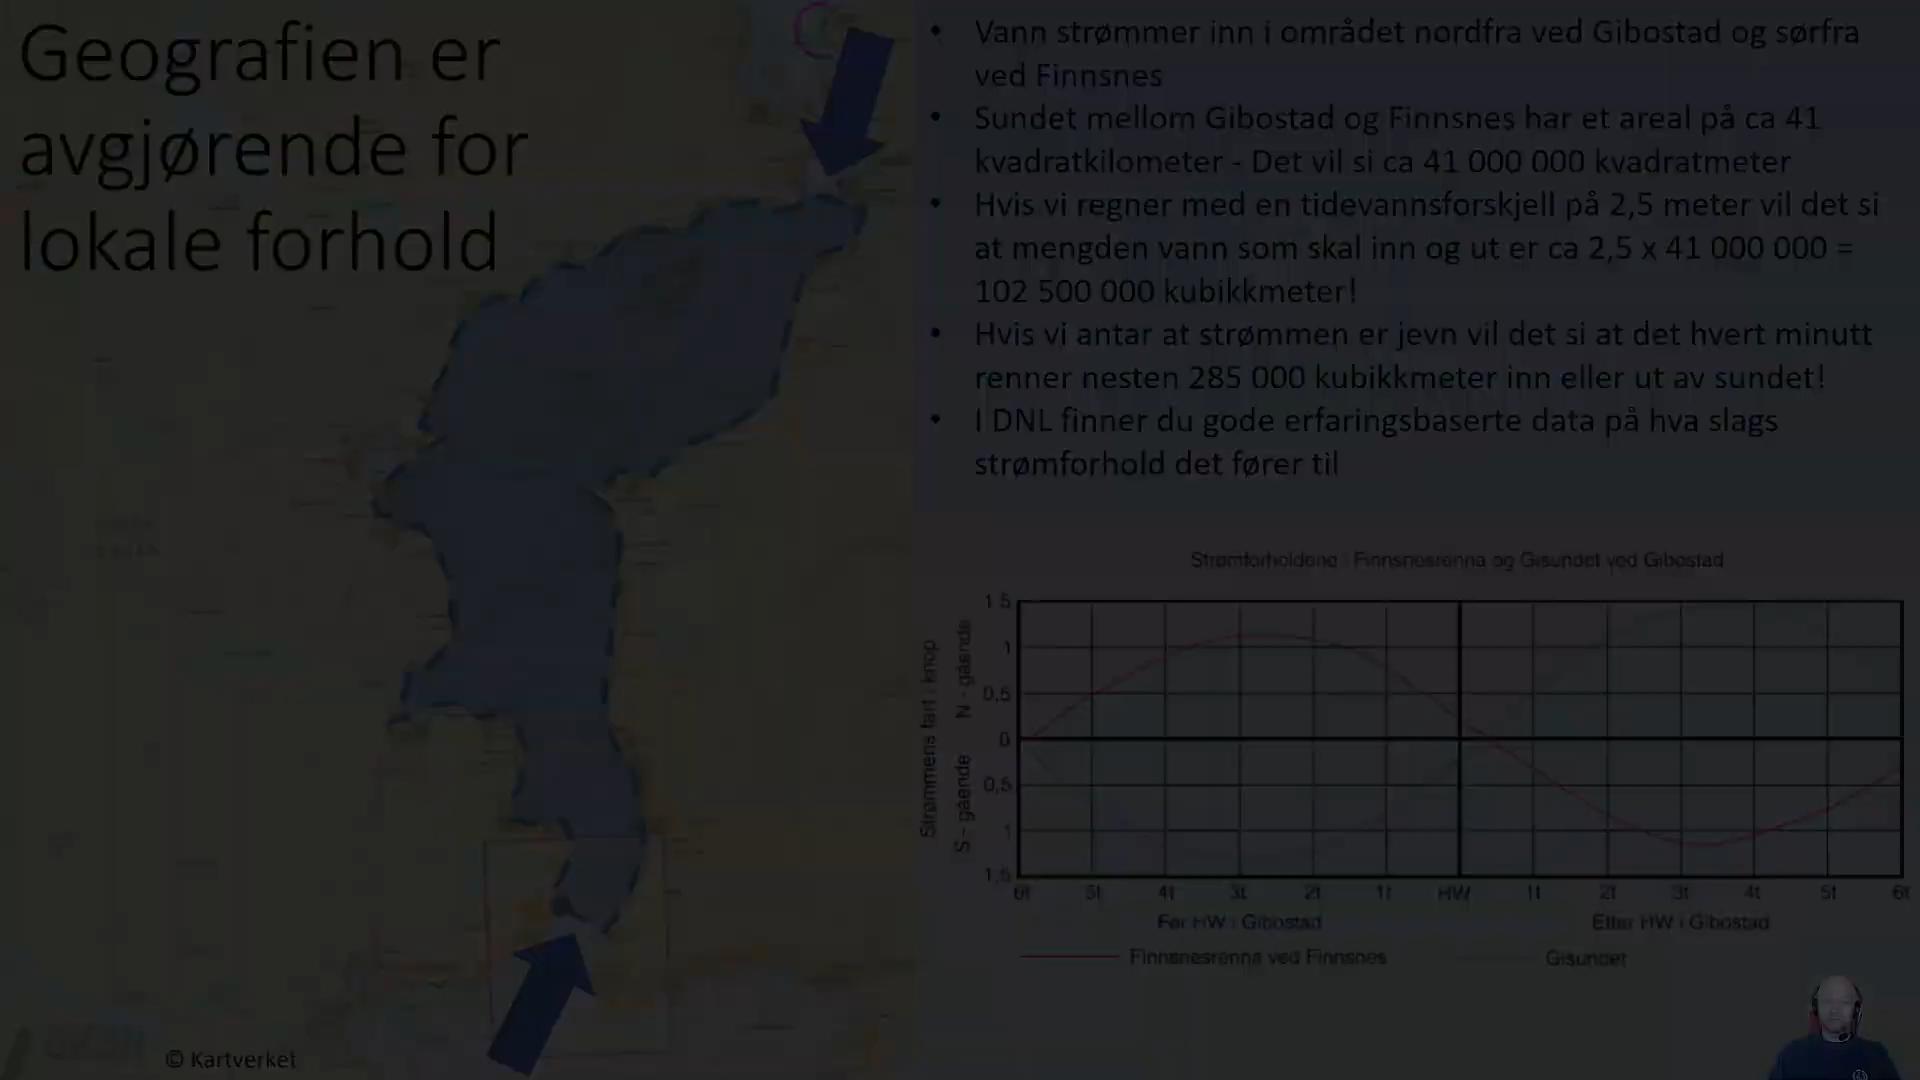 Geografien er
avgjørende for
lokale forhold
• Vann strømmer inn i området nordfra ved Gibostad og sørfra
ved Finnsnes
• Sundet mellom Gibostad og Finnsnes har et areal på ca 41
kvadratkilometer - Det vil si ca 41 000 000 kvadratmeter
• Hvis vi regner med en tidevannsforskjell på 2,5 meter vil det si
at mengden vann som skal inn og ut er ca 2,5 x 41 000 000 =
102 500 000 kubikkmeter!
• Hvis vi antar at strømmen er jevn vil det si at det hvert minutt
renner nesten 285 000 kubikkmeter inn eller ut av sundet!
• I DNL finner du gode erfaringsbaserte data på hva slags
strømforhold det fører til
Strømforholdene i Finnsnesrenna og Gisundet ved Gibostad
Strømmens fart i knop
N - gående
S - gående
1,5
1
0,5
0
0,5
1
1,5
6t 5t 4t 3t 2t 1t HW 1t 2t 3t 4t 5t 6t
Før HW i Gibostad
Etter HW i Gibostad
Finnsnesrenna ved Finnsnes
Gisundet
© Kartverket